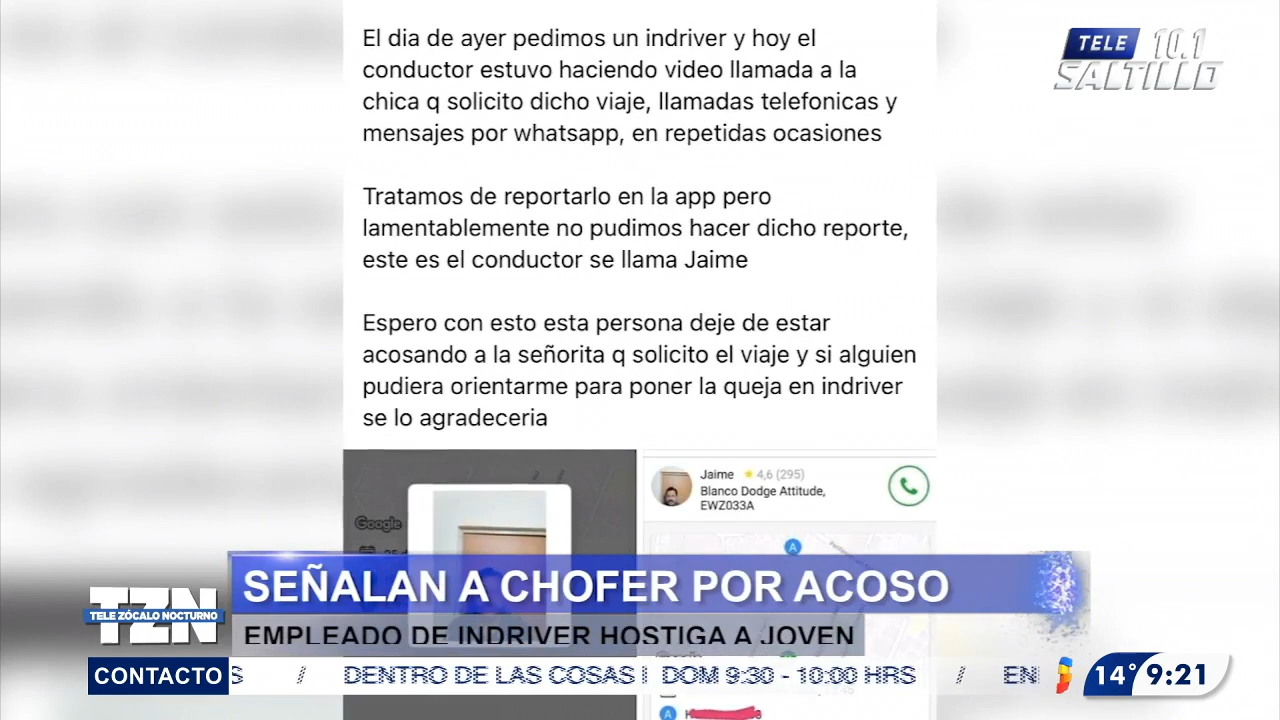 El dia de ayer pedimos un indriver y hoy el
conductor estuvo haciendo video llamada a la
chica q solicito dicho viaje, llamadas telefonicas y
mensajes por whatsapp, en repetidas ocasiones
Tratamos de reportarlo en la app pero
lamentablemente no pudimos hacer dicho reporte,
este es el conductor se llama Jaime
Espero con esto esta persona deje de estar
acosando a la señorita q solicito el viaje y si alguien
pudiera orientarme para poner la queja en indriver
se lo agradeceria
TELE 10.1
SALTILLO
Jaime ★ 4,6 (295)
Blanco Dodge Attitude,
EWZ033A
Google
A
SEÑALAN A CHOFER POR ACOSO
EMPLEADO DE INDRIVER HOSTIGA A JOVEN
TZN
TELE ZÓCALO NOCTURNO
CONTACTO
S / DENTRO DE LAS COSAS DOM 9:30 - 10:00 HRS / EN
14° 9:21
A